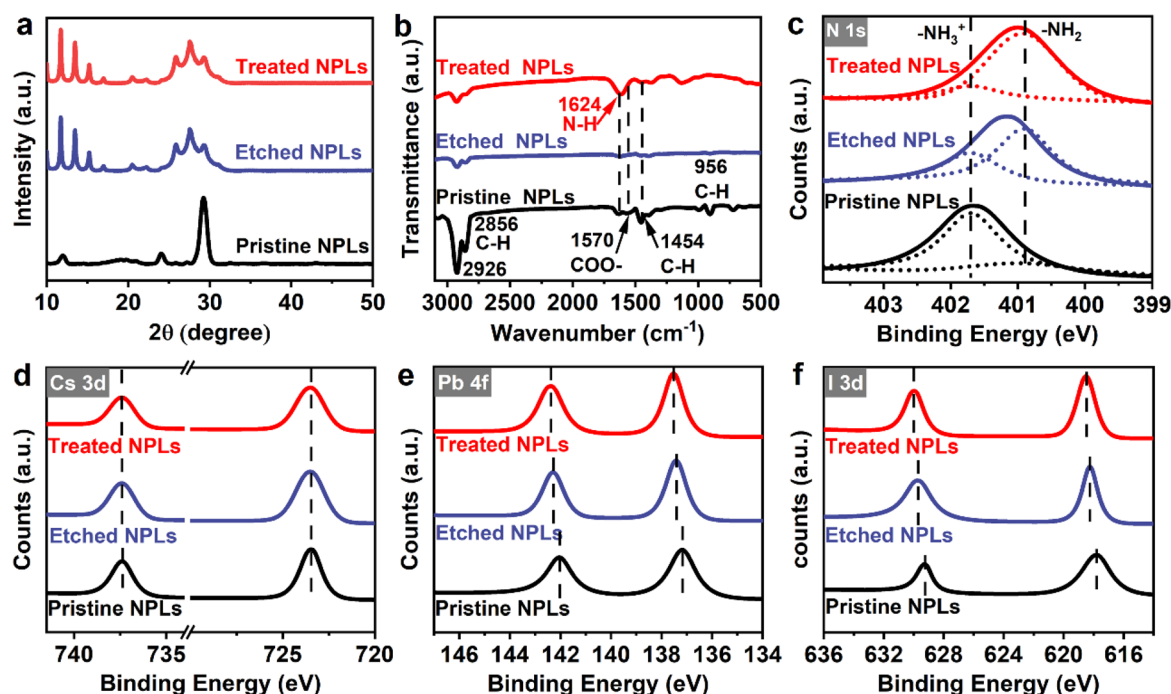 a
Intensity (a.u.)
Treated NPLs
Etched NPLs
Pristine NPLs
10 20 30 40 50
2θ (degree)
b
Transmittance (a.u.)
Treated NPLs
1624
N-H
Etched NPLs
956
C-H
Pristine NPLs
2856
C-H
2926
1570
COO-
1454
C-H
3000 2500 2000 1500 1000 500
Wavenumber (cm⁻¹)
c
N 1s
-NH₃⁺
-NH₂
Counts (a.u.)
Treated NPLs
Etched NPLs
Pristine NPLs
403 402 401 400 399
Binding Energy (eV)
d
Cs 3d
Counts (a.u.)
Treated NPLs
Etched NPLs
Pristine NPLs
740 735 725 720
Binding Energy (eV)
e
Pb 4f
Counts (a.u.)
Treated NPLs
Etched NPLs
Pristine NPLs
146 144 142 140 138 136 134
Binding Energy (eV)
f
I 3d
counts (a.u.)
Treated NPLs
Etched NPLs
Pristine NPLs
636 632 628 624 620 616
Binding Energy (eV)